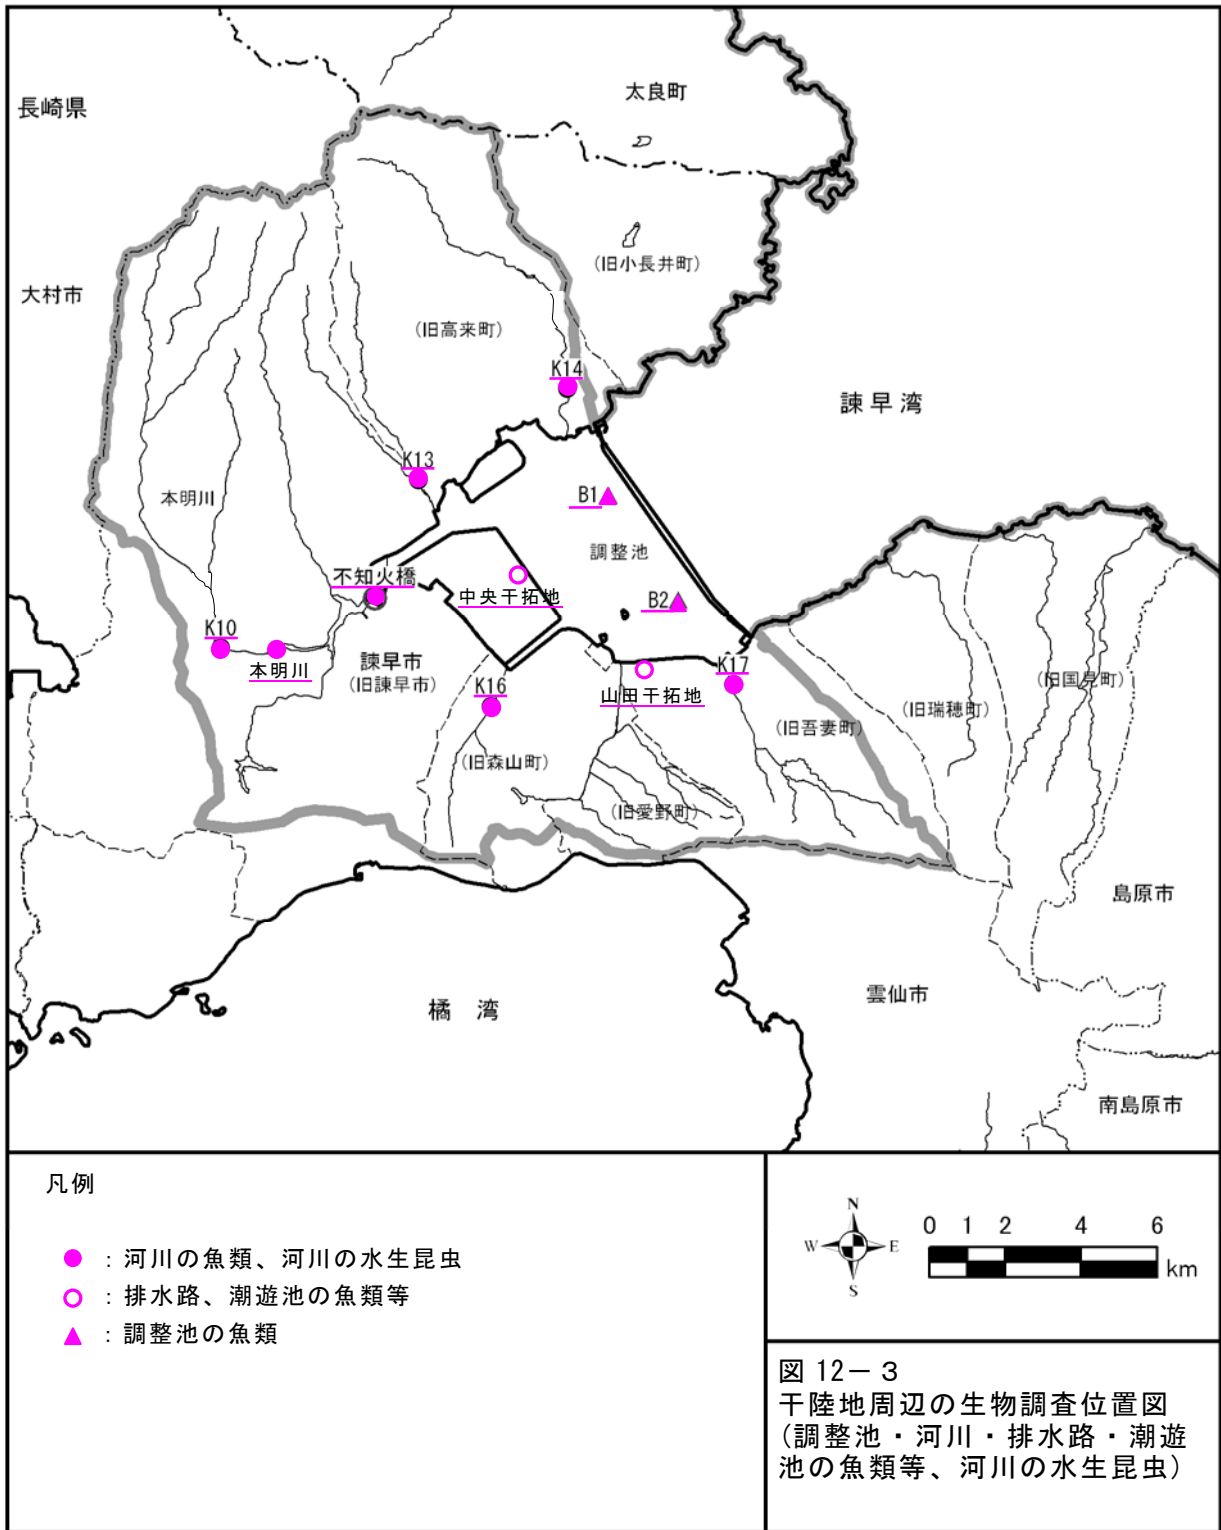 長崎県
太良町
(旧小長井町)
大村市
(旧高来町)
K14
諫早湾
K13
本明川
B1
調整池
不知火橋
中央干拓地
B2
K10
本明川
諫早市
(旧諫早市)
K16
山田干拓地
K17
(旧国見町)
(旧瑞穂町)
(旧吾妻町)
(旧森山町)
(旧愛野町)
島原市
雲仙市
橘 湾
南島原市
凡例
：河川の魚類、河川の水生昆虫
：排水路、潮遊池の魚類等
：調整池の魚類
N
W E
S
0 1 2 4 6
km
図 12－3
干陸地周辺の生物調査位置図
(調整池・河川・排水路・潮遊
池の魚類等、河川の水生昆虫)